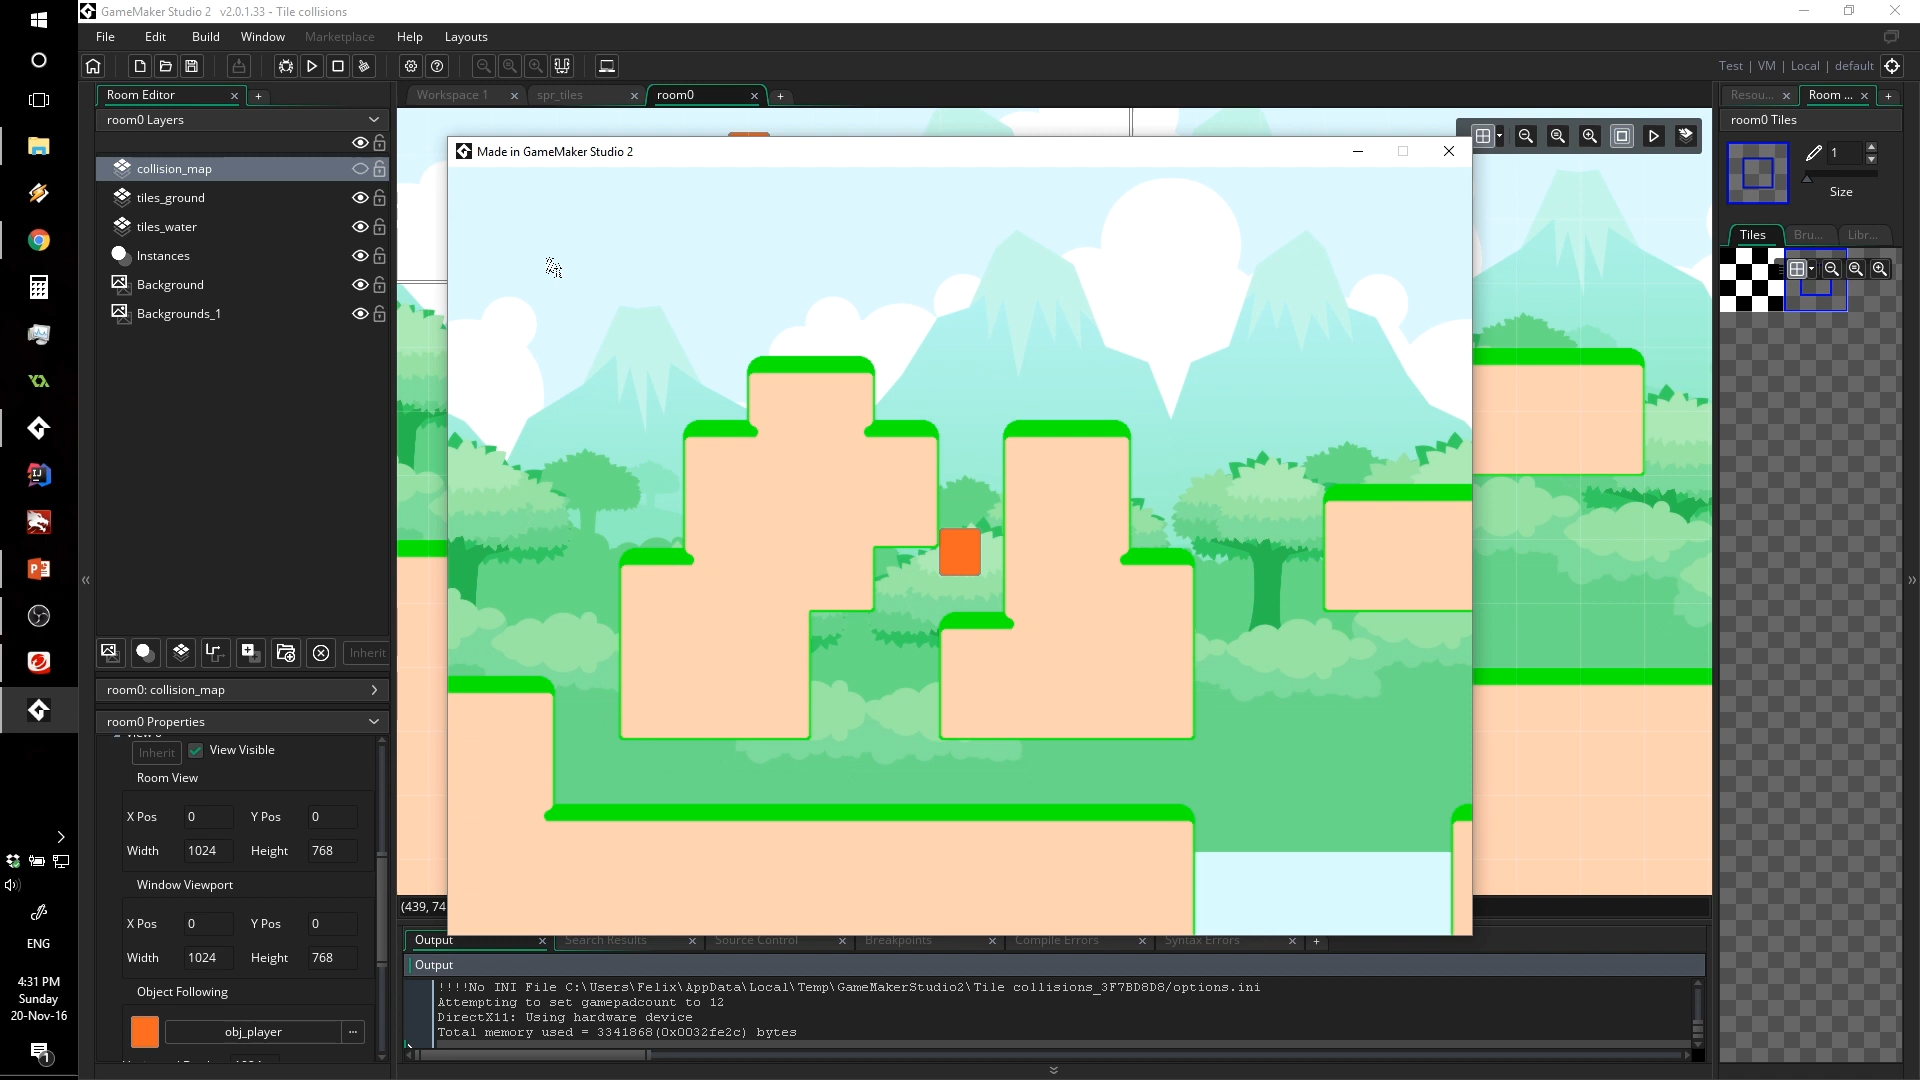 GameMaker Studio 2   v2.0.1.33 - Tile collisions
File Edit Build Window Marketplace Help Layouts
Test | VM | Local | default
Room Editor
Workspace 1
spr_tiles
room0
Resou...
Room ...
room0 Layers
room0 Tiles
collision_map
tiles_ground
tiles_water
Instances
Background
Backgrounds_1
Made in GameMaker Studio 2
1
Size
Tiles
Bru...
Libr...
Inherit
room0: collision_map
room0 Properties
Inherit
View Visible
Room View
X Pos 0 Y Pos 0
Width 1024 Height 768
Window Viewport
X Pos 0 Y Pos 0
Width 1024 Height 768
Object Following
obj_player
...
(439, 74
Output
Search Results
Source Control
Breakpoints
Compile Errors
Syntax Errors
Output
!!!!No INI File C:\Users\Felix\AppData\Local\Temp\GameMakerStudio2\Tile collisions_3F7BD8D8/options.ini
Attempting to set gamepadcount to 12
DirectX11: Using hardware device
Total memory used = 3341868(0x0032fe2c) bytes
ENG
4:31 PM
Sunday
20-Nov-16
1